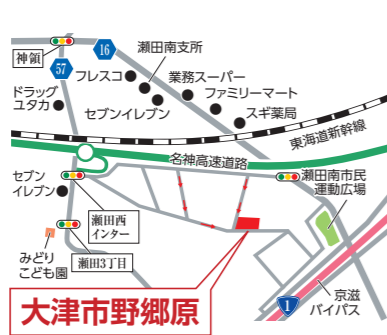 神領
16
57
瀬田南支所
フレスコ
業務スーパー
ドラッグ
ユタカ
セブンイレブン
ファミリーマート
スギ薬局
東海道新幹線
名神高速道路
セブン
イレブン
瀬田西
インター
瀬田南市民
運動広場
瀬田3丁目
みどり
こども園
大津市野郷原
1
京滋
バイパス